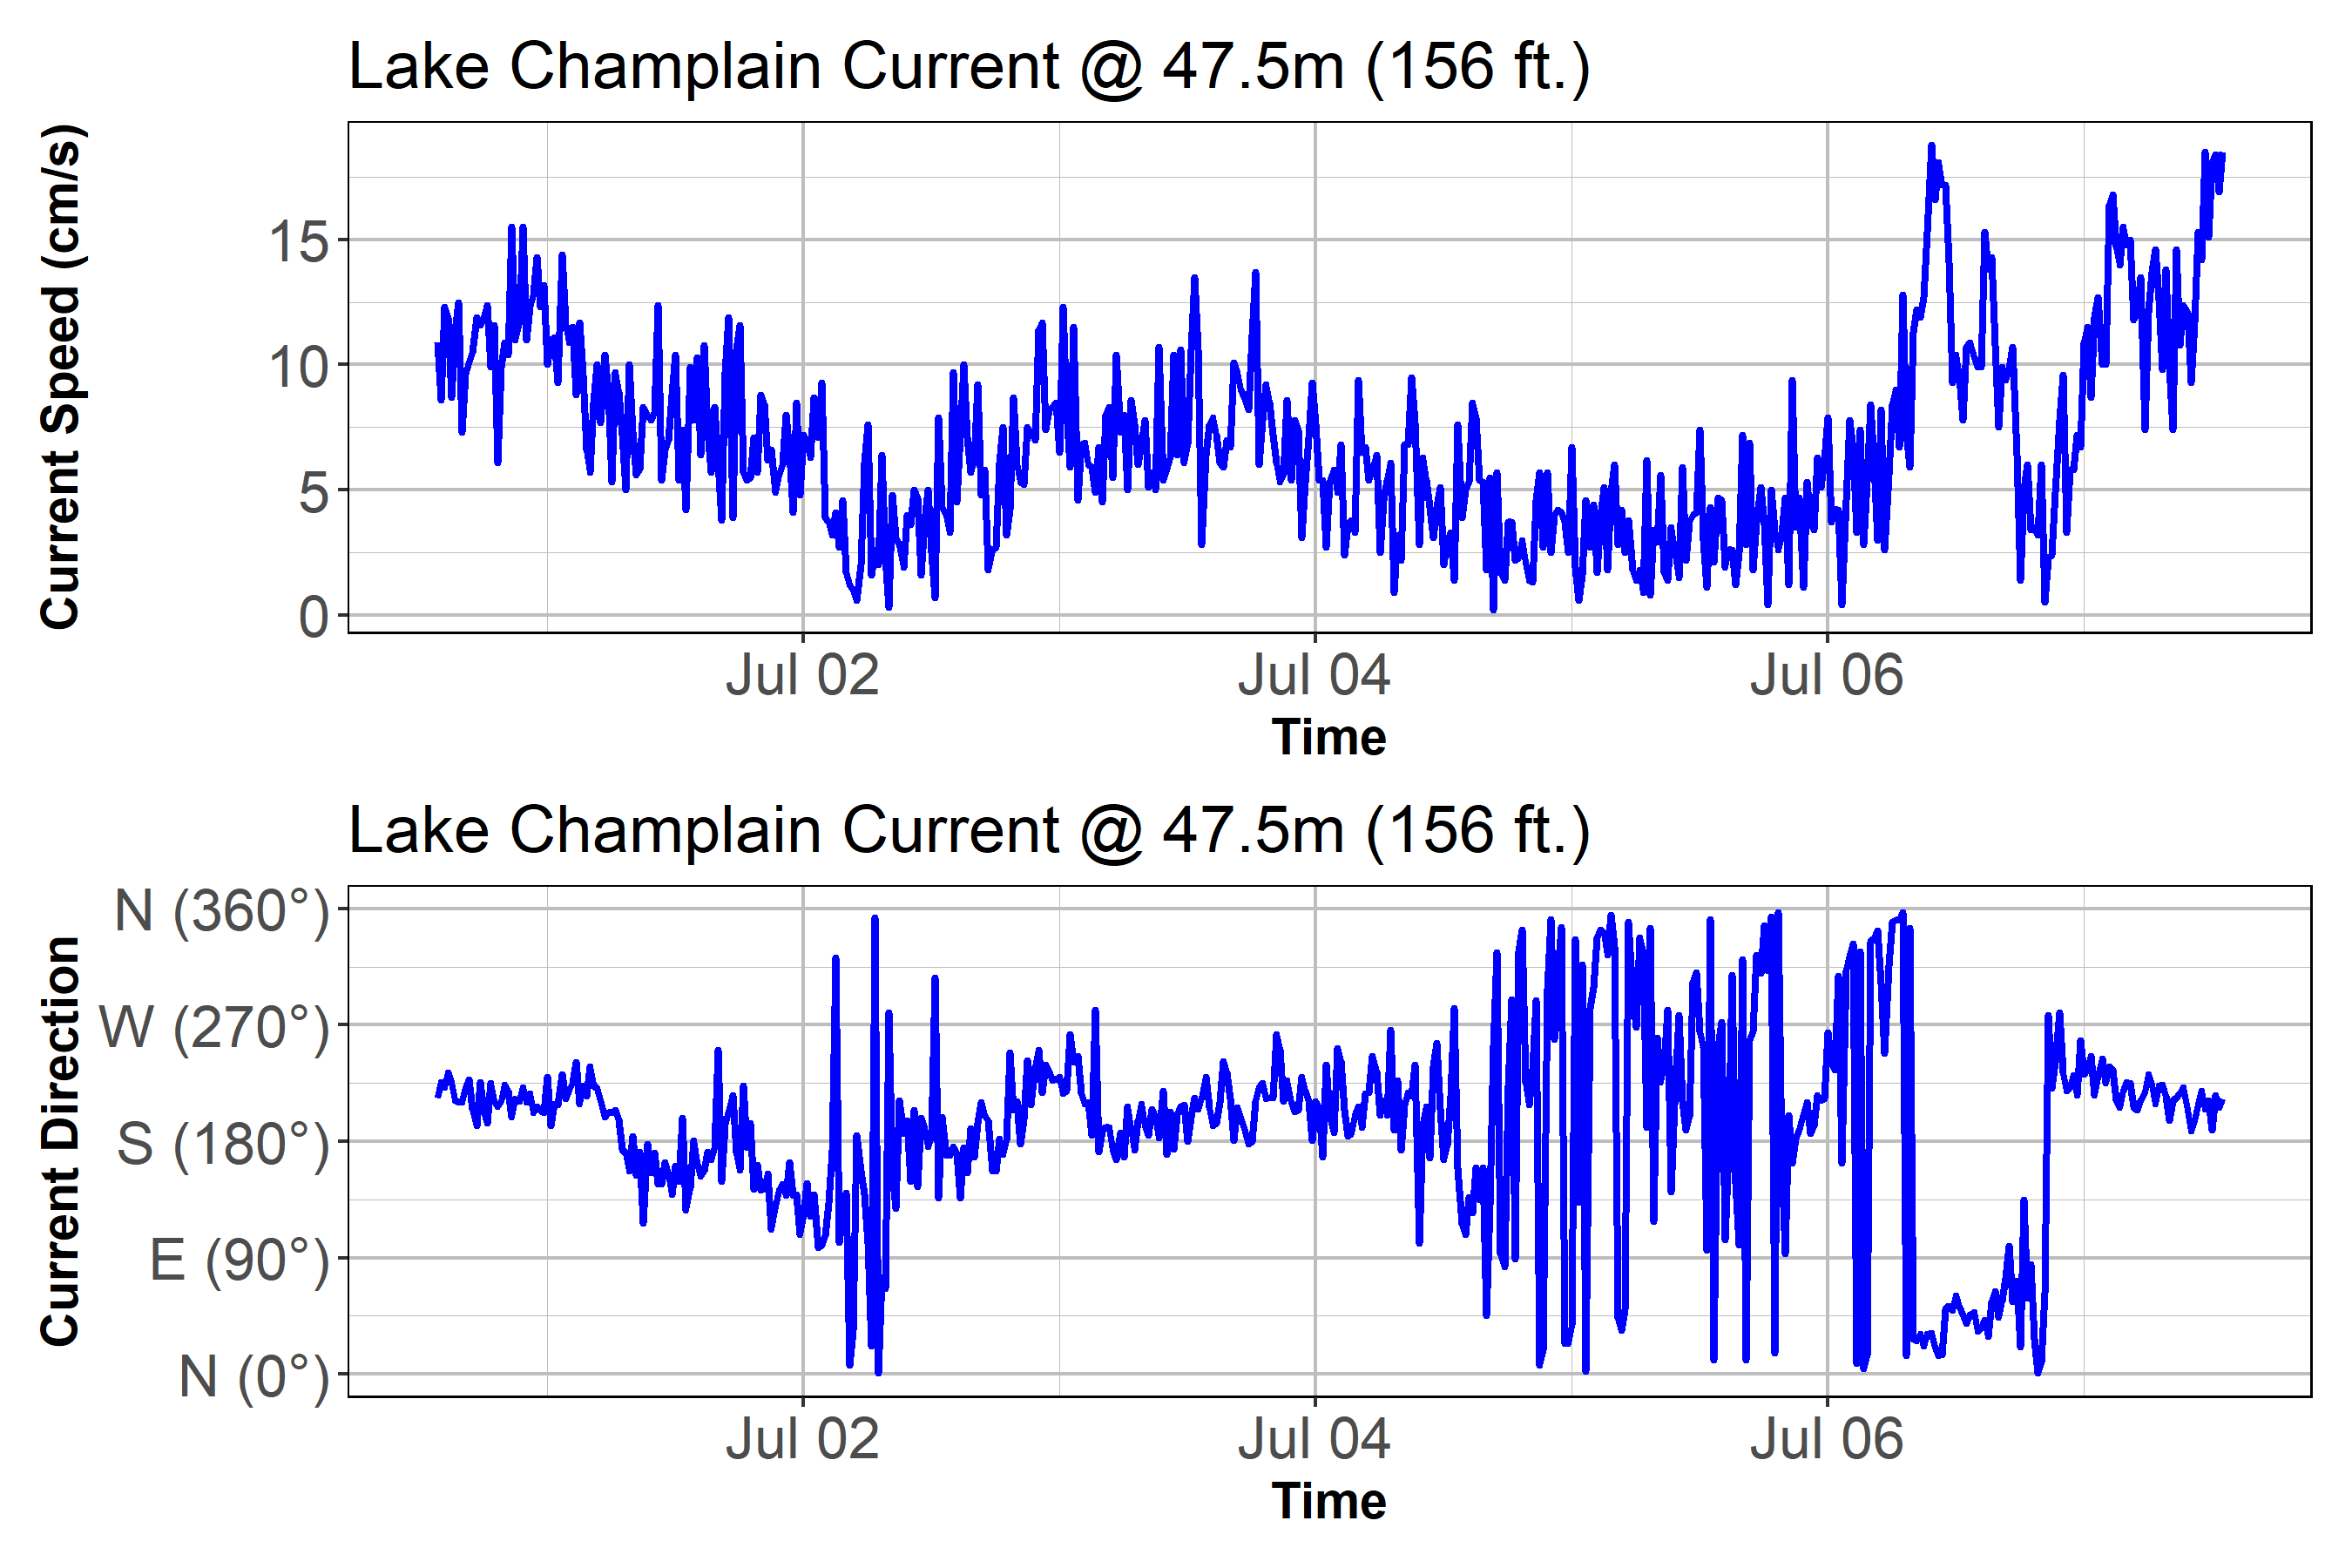 Lake Champlain Current @ 47.5m (156 ft.)
Current Speed (cm/s)
15
10
5
0
Jul 02 Jul 04 Jul 06
Time
Lake Champlain Current @ 47.5m (156 ft.)
Current Direction
N (360°)
W (270°)
S (180°)
E (90°)
N (0°)
Jul 02 Jul 04 Jul 06
Time